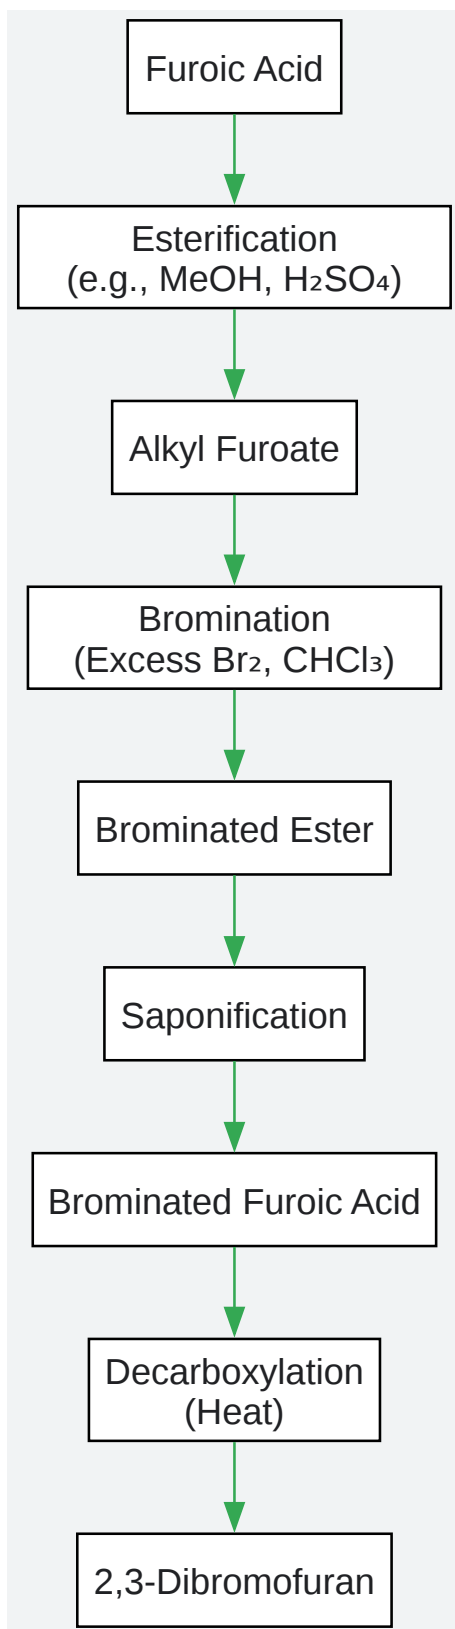 Furoic Acid
Esterification
(e.g., MeOH, H₂SO₄)
Alkyl Furoate
Bromination
(Excess Br₂, CHCl₃)
Brominated Ester
Saponification
Brominated Furoic Acid
Decarboxylation
(Heat)
2,3-Dibromofuran